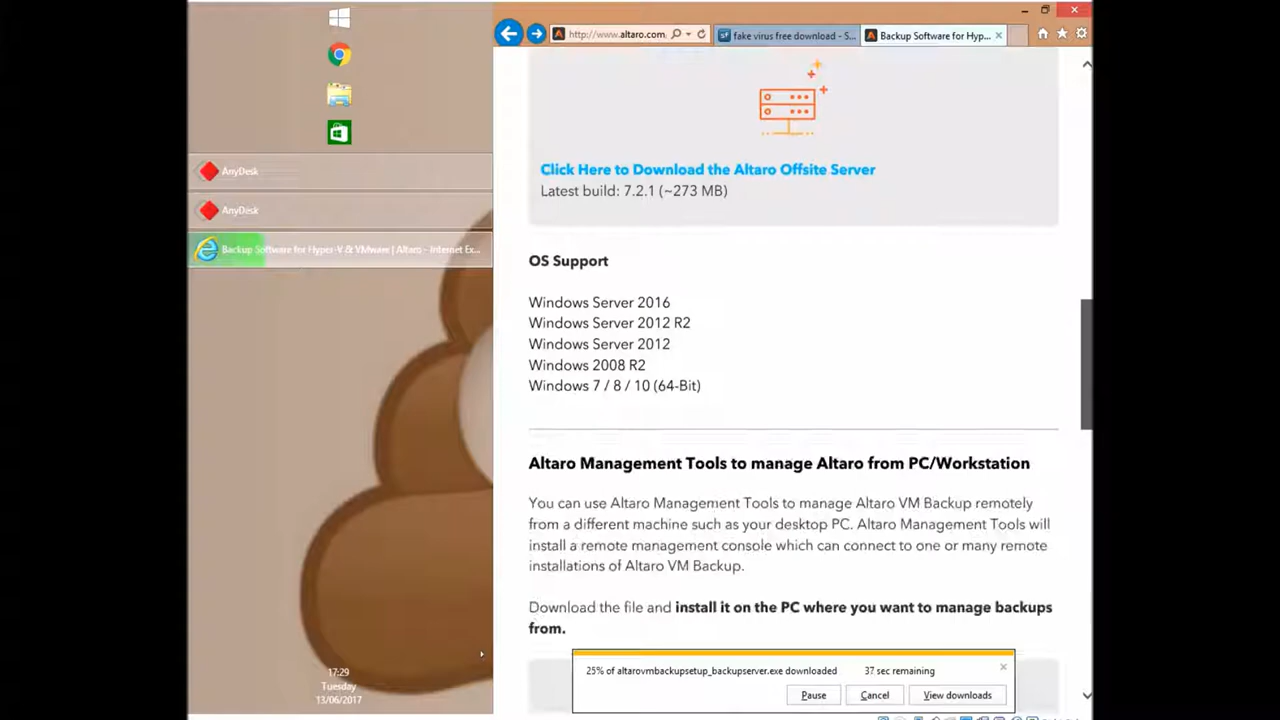 http://www.altaro.com
fake virus free download - S...
Backup Software for Hyp...
AnyDesk
AnyDesk
Backup Software for Hyper-V & VMware | Altaro - Internet Ex...
Click Here to Download the Altaro Offsite Server
Latest build: 7.2.1 (~273 MB)
OS Support
Windows Server 2016
Windows Server 2012 R2
Windows Server 2012
Windows 2008 R2
Windows 7 / 8 / 10 (64-Bit)
Altaro Management Tools to manage Altaro from PC/Workstation
You can use Altaro Management Tools to manage Altaro VM Backup remotely
from a different machine such as your desktop PC. Altaro Management Tools will
install a remote management console which can connect to one or many remote
installations of Altaro VM Backup.
Download the file and install it on the PC where you want to manage backups
from.
25% of altarovmbackupsetup_backupserver.exe downloaded 37 sec remaining
Pause Cancel View downloads
17:29
Tuesday
13/06/2017